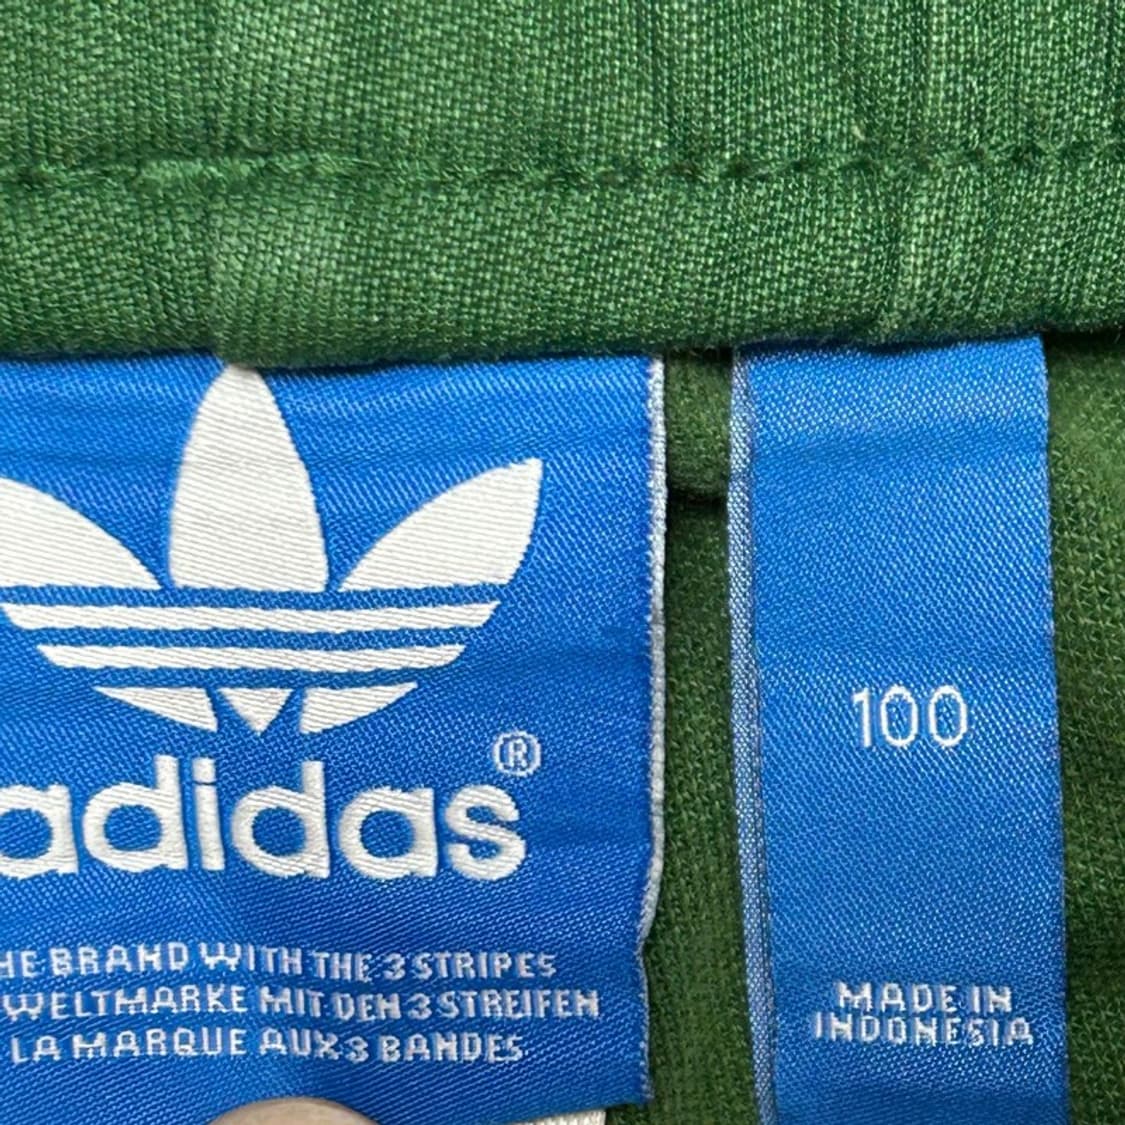 adidas®
HE BRAND WITH THE 3 STRIPES
WELTMARKE MIT DEN 3 STREIFEN
LA MARQUE AUX 3 BANDES
100
MADE IN
INDONESIA